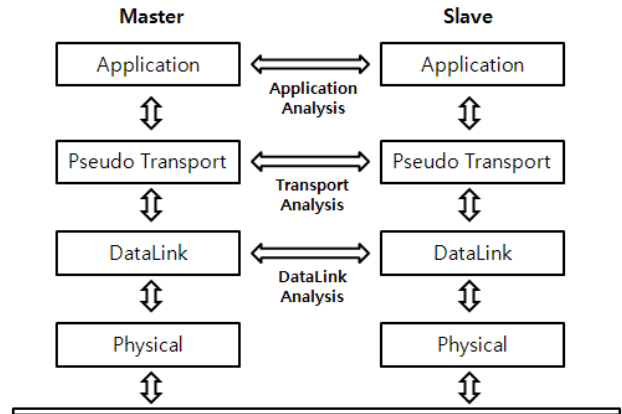 Master Slave
Application Application
Application
Analysis
Pseudo Transport Pseudo Transport
Transport
Analysis
DataLink DataLink
DataLink
Analysis
Physical Physical